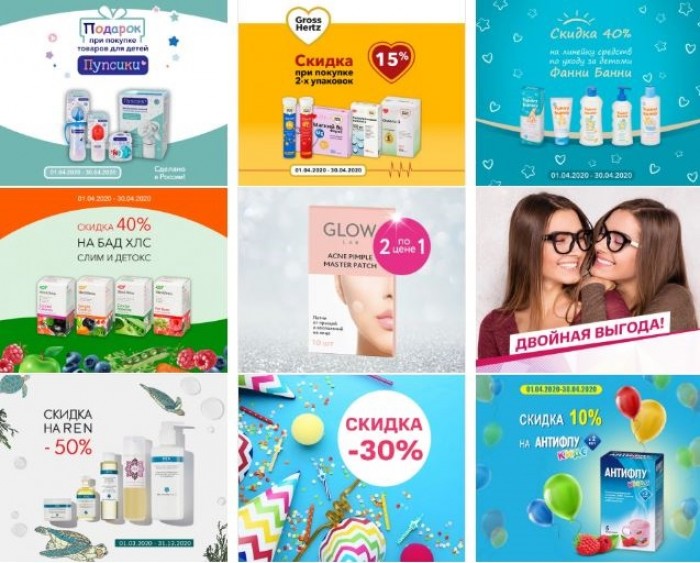 Подарок
при покупке
товаров для детей
Пупсики
01.04.2020 - 30.04.2020
Сделано
в России!
Gross
Hertz
Скидка
при покупке
2-х упаковок
15%
01.04.2020 - 30.04.2020
Скидка 40%
на линейку средств
по уходу за детьми
Фанни Банни
01.04.2020 - 30.04.2020
01.04.2020 - 30.04.2020
СКИДКА 40%
НА БАД ХЛС
СЛИМ И ДЕТОКС
GLOW
LAB
ACNE PIMPLE
MASTER PATCH
2 по цене 1
10 шт
ДВОЙНАЯ ВЫГОДА!
СКИДКА
НА REN
- 50%
01.03.2020 - 31.12.2020
СКИДКА
-30%
01.04.2020-30.04.2020
СКИДКА 10%
НА АНТИФЛУ
КИДС
АНТИФЛУ
КИДС